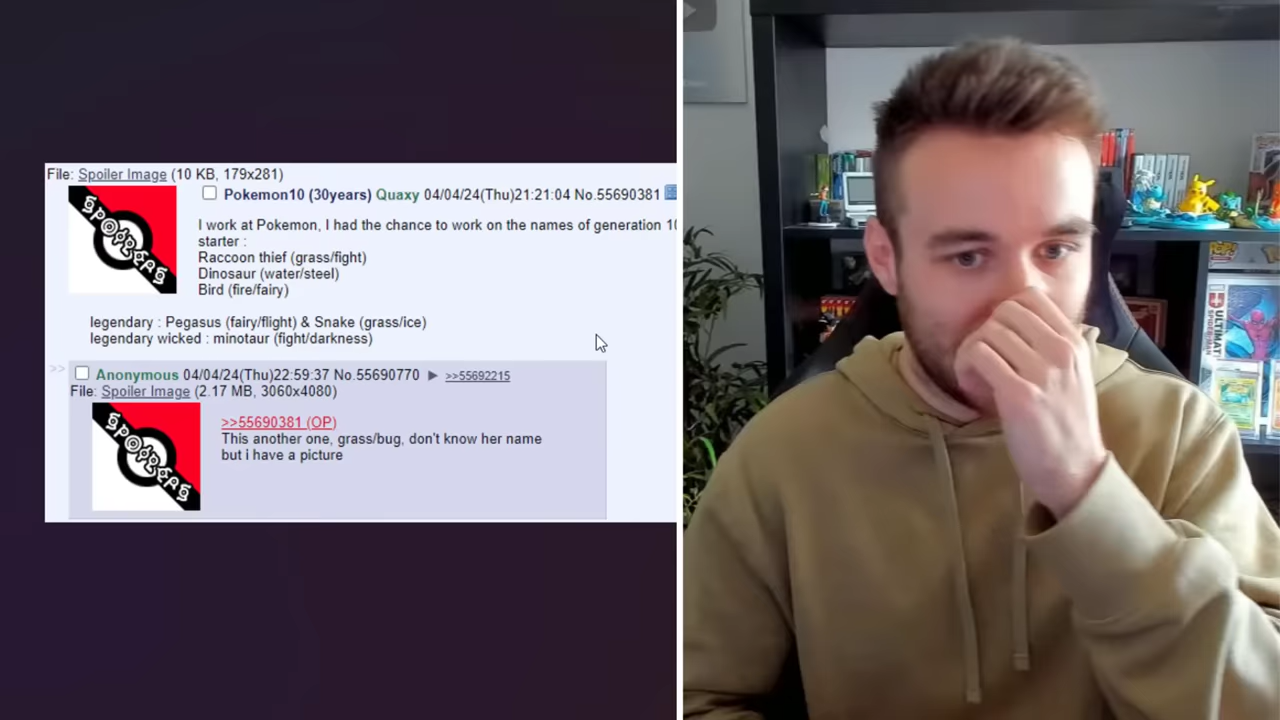 File: Spoiler Image (10 KB, 179x281)
SPOILERS
Pokemon10 (30years) Quaxy 04/04/24(Thu)21:21:04 No.55690381
I work at Pokemon, I had the chance to work on the names of generation 10
starter :
Raccoon thief (grass/fight)
Dinosaur (water/steel)
Bird (fire/fairy)
legendary : Pegasus (fairy/flight) & Snake (grass/ice)
legendary wicked : minotaur (fight/darkness)
>> Anonymous 04/04/24(Thu)22:59:37 No.55690770 ▶ >>55692215
File: Spoiler Image (2.17 MB, 3060x4080)
SPOILERS
>>55690381 (OP)
This another one, grass/bug, don't know her name
but i have a picture
ULTIMAT